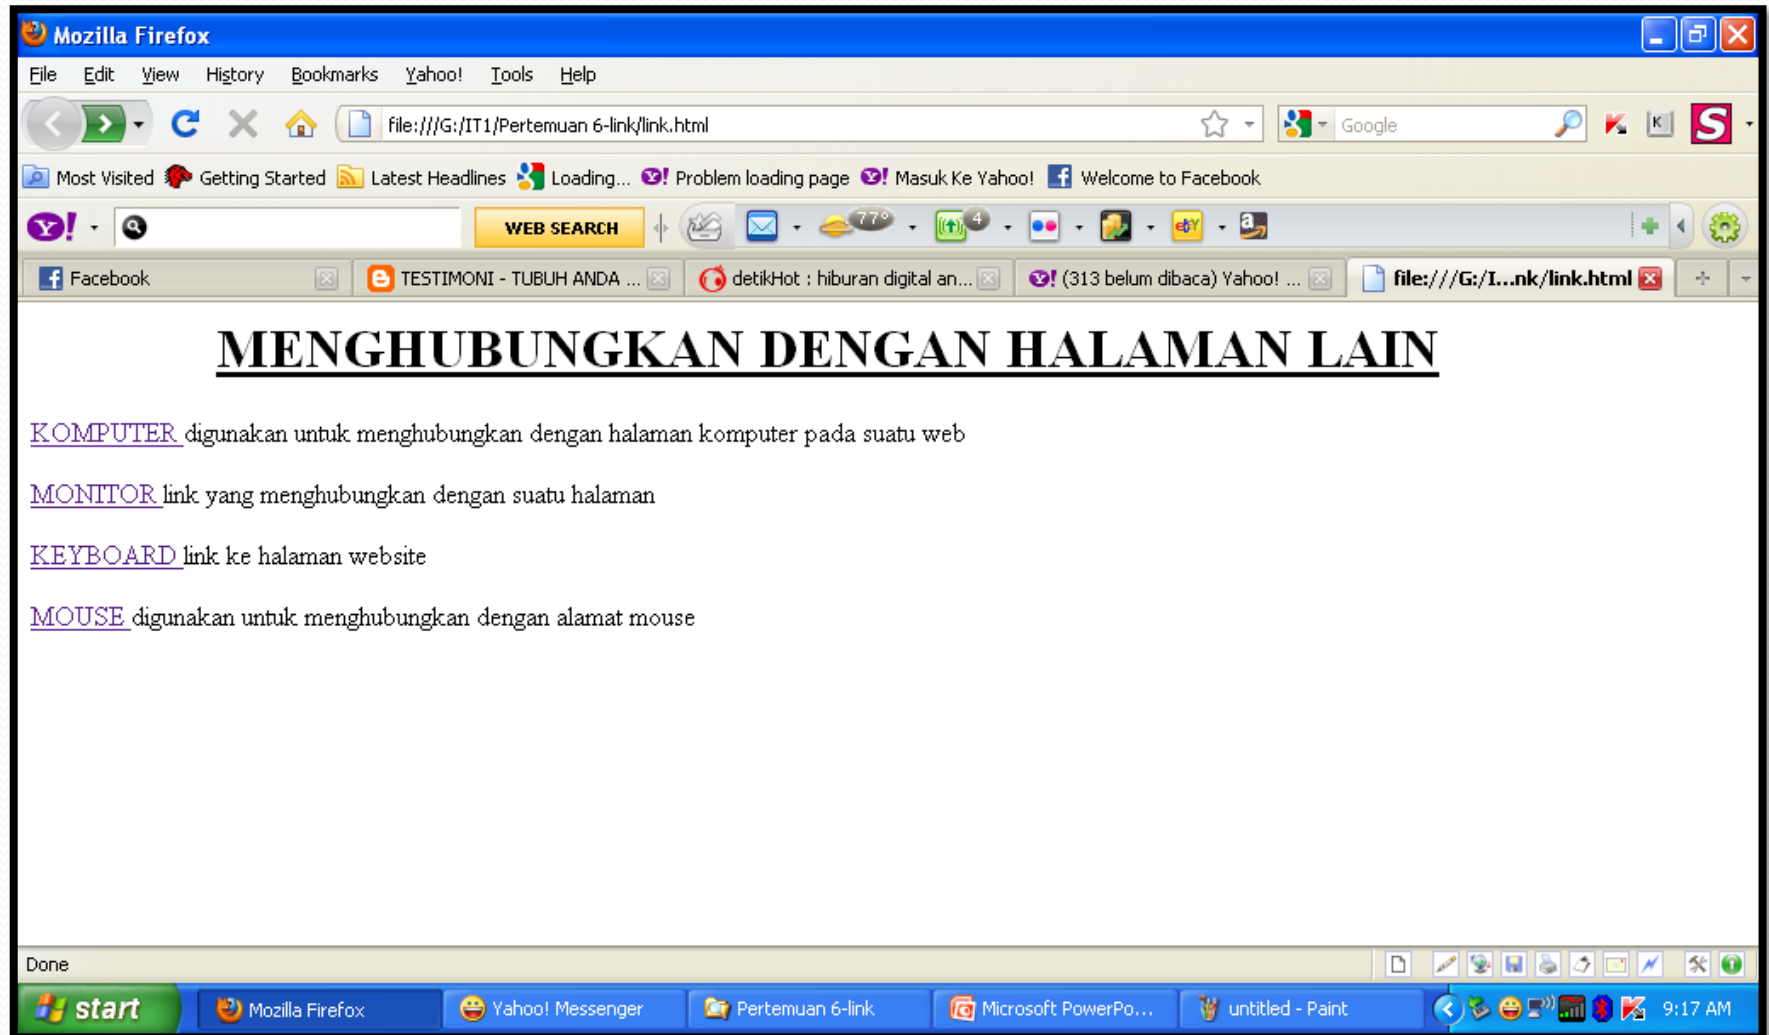 Mozilla Firefox
File Edit View History Bookmarks Yahoo! Tools Help
file:///G:/IT1/Pertemuan 6-link/link.html Google K S
Most Visited Getting Started Latest Headlines Loading... Y! Problem loading page Y! Masuk Ke Yahoo! f Welcome to Facebook
Y! WEB SEARCH 77° 4 ebY a
f Facebook TESTIMONI - TUBUH ANDA ... detikHot : hiburan digital an... Y! (313 belum dibaca) Yahoo! ... file:///G:/I...nk/link.html
MENGHUBUNGKAN DENGAN HALAMAN LAIN
KOMPUTER digunakan untuk menghubungkan dengan halaman komputer pada suatu web
MONITOR link yang menghubungkan dengan suatu halaman
KEYBOARD link ke halaman website
MOUSE digunakan untuk menghubungkan dengan alamat mouse
Done
start Mozilla Firefox Yahoo! Messenger Pertemuan 6-link Microsoft PowerPo... untitled - Paint 9:17 AM